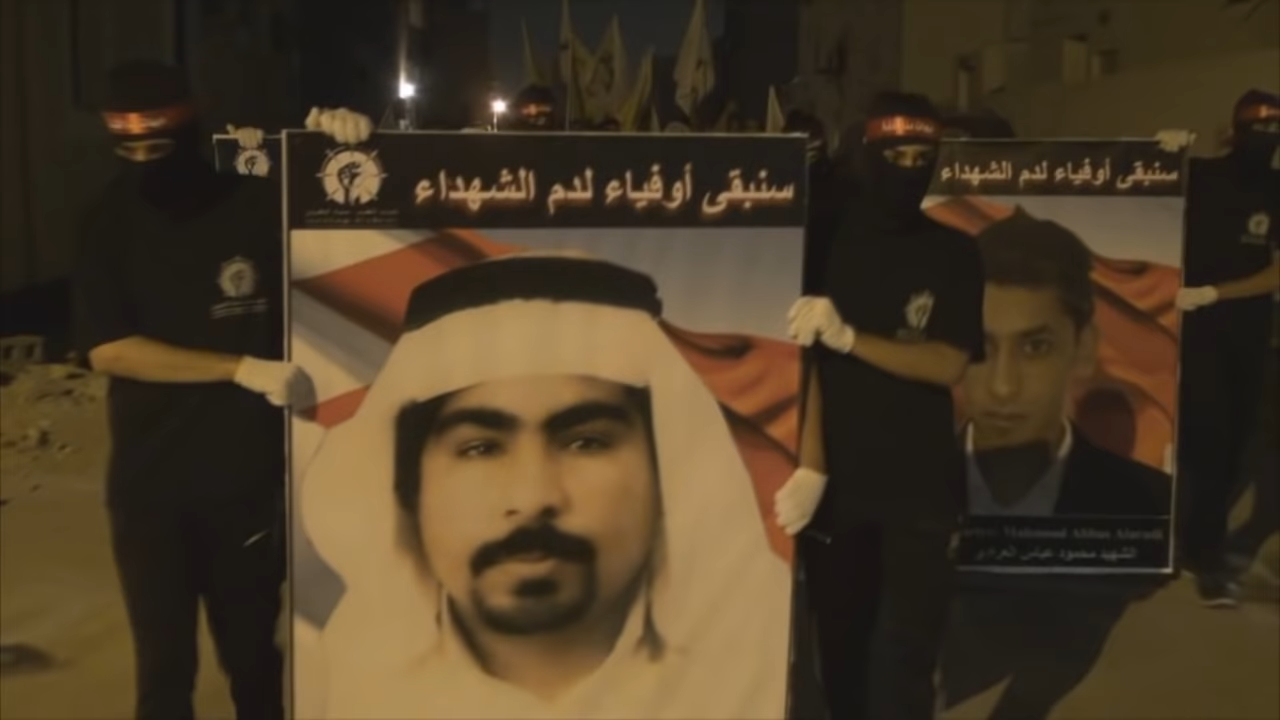 سنبقى أوفياء لدم الشهداء
سنبقى أوفياء لدم الشهداء
Mahmood Abbas Alaradi
الشهيد محمود عباس العرادي